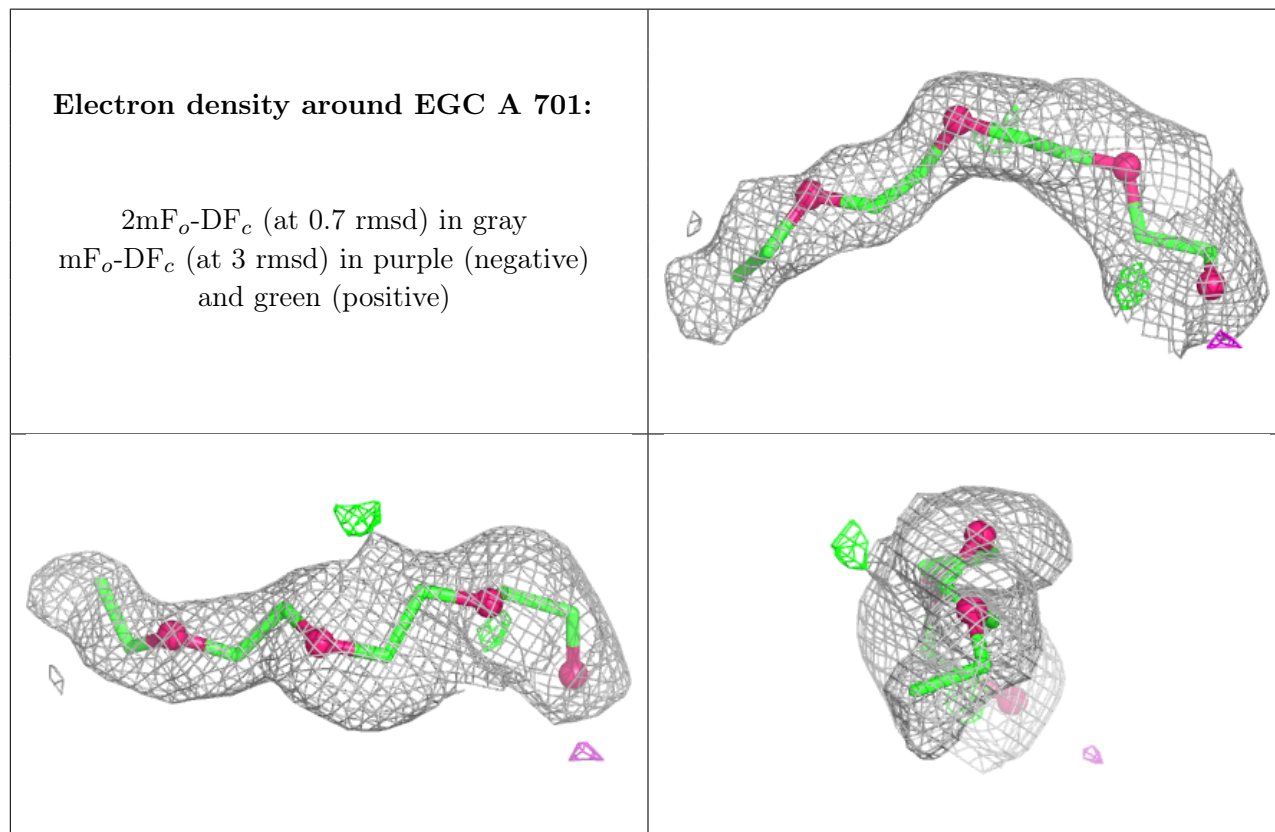 Electron density around EGC A 701:
2mFo-DFc (at 0.7 rmsd) in gray
mFo-DFc (at 3 rmsd) in purple (negative)
and green (positive)